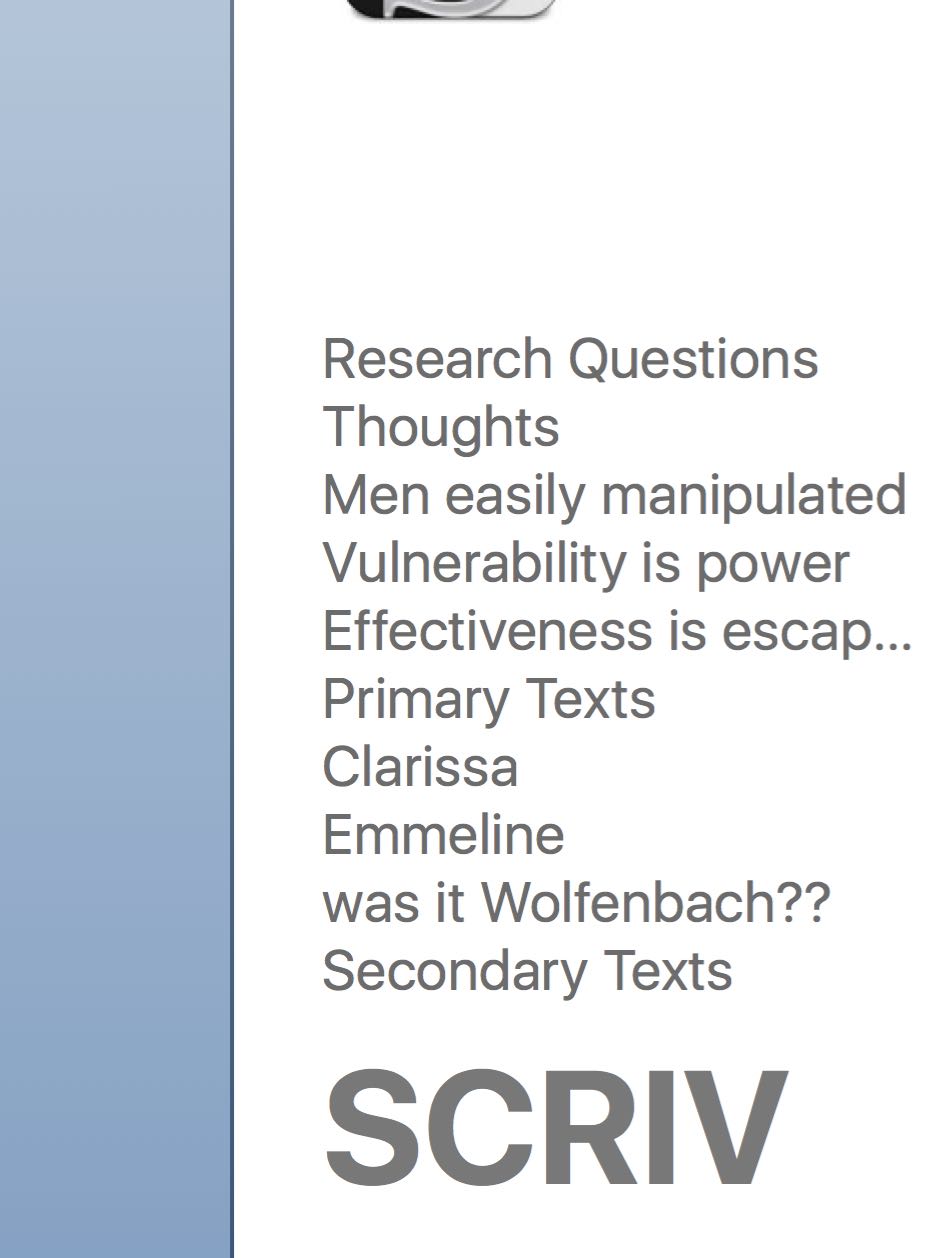 Research Questions
Thoughts
Men easily manipulated
Vulnerability is power
Effectiveness is escap...
Primary Texts
Clarissa
Emmeline
was it Wolfenbach??
Secondary Texts
SCRIV